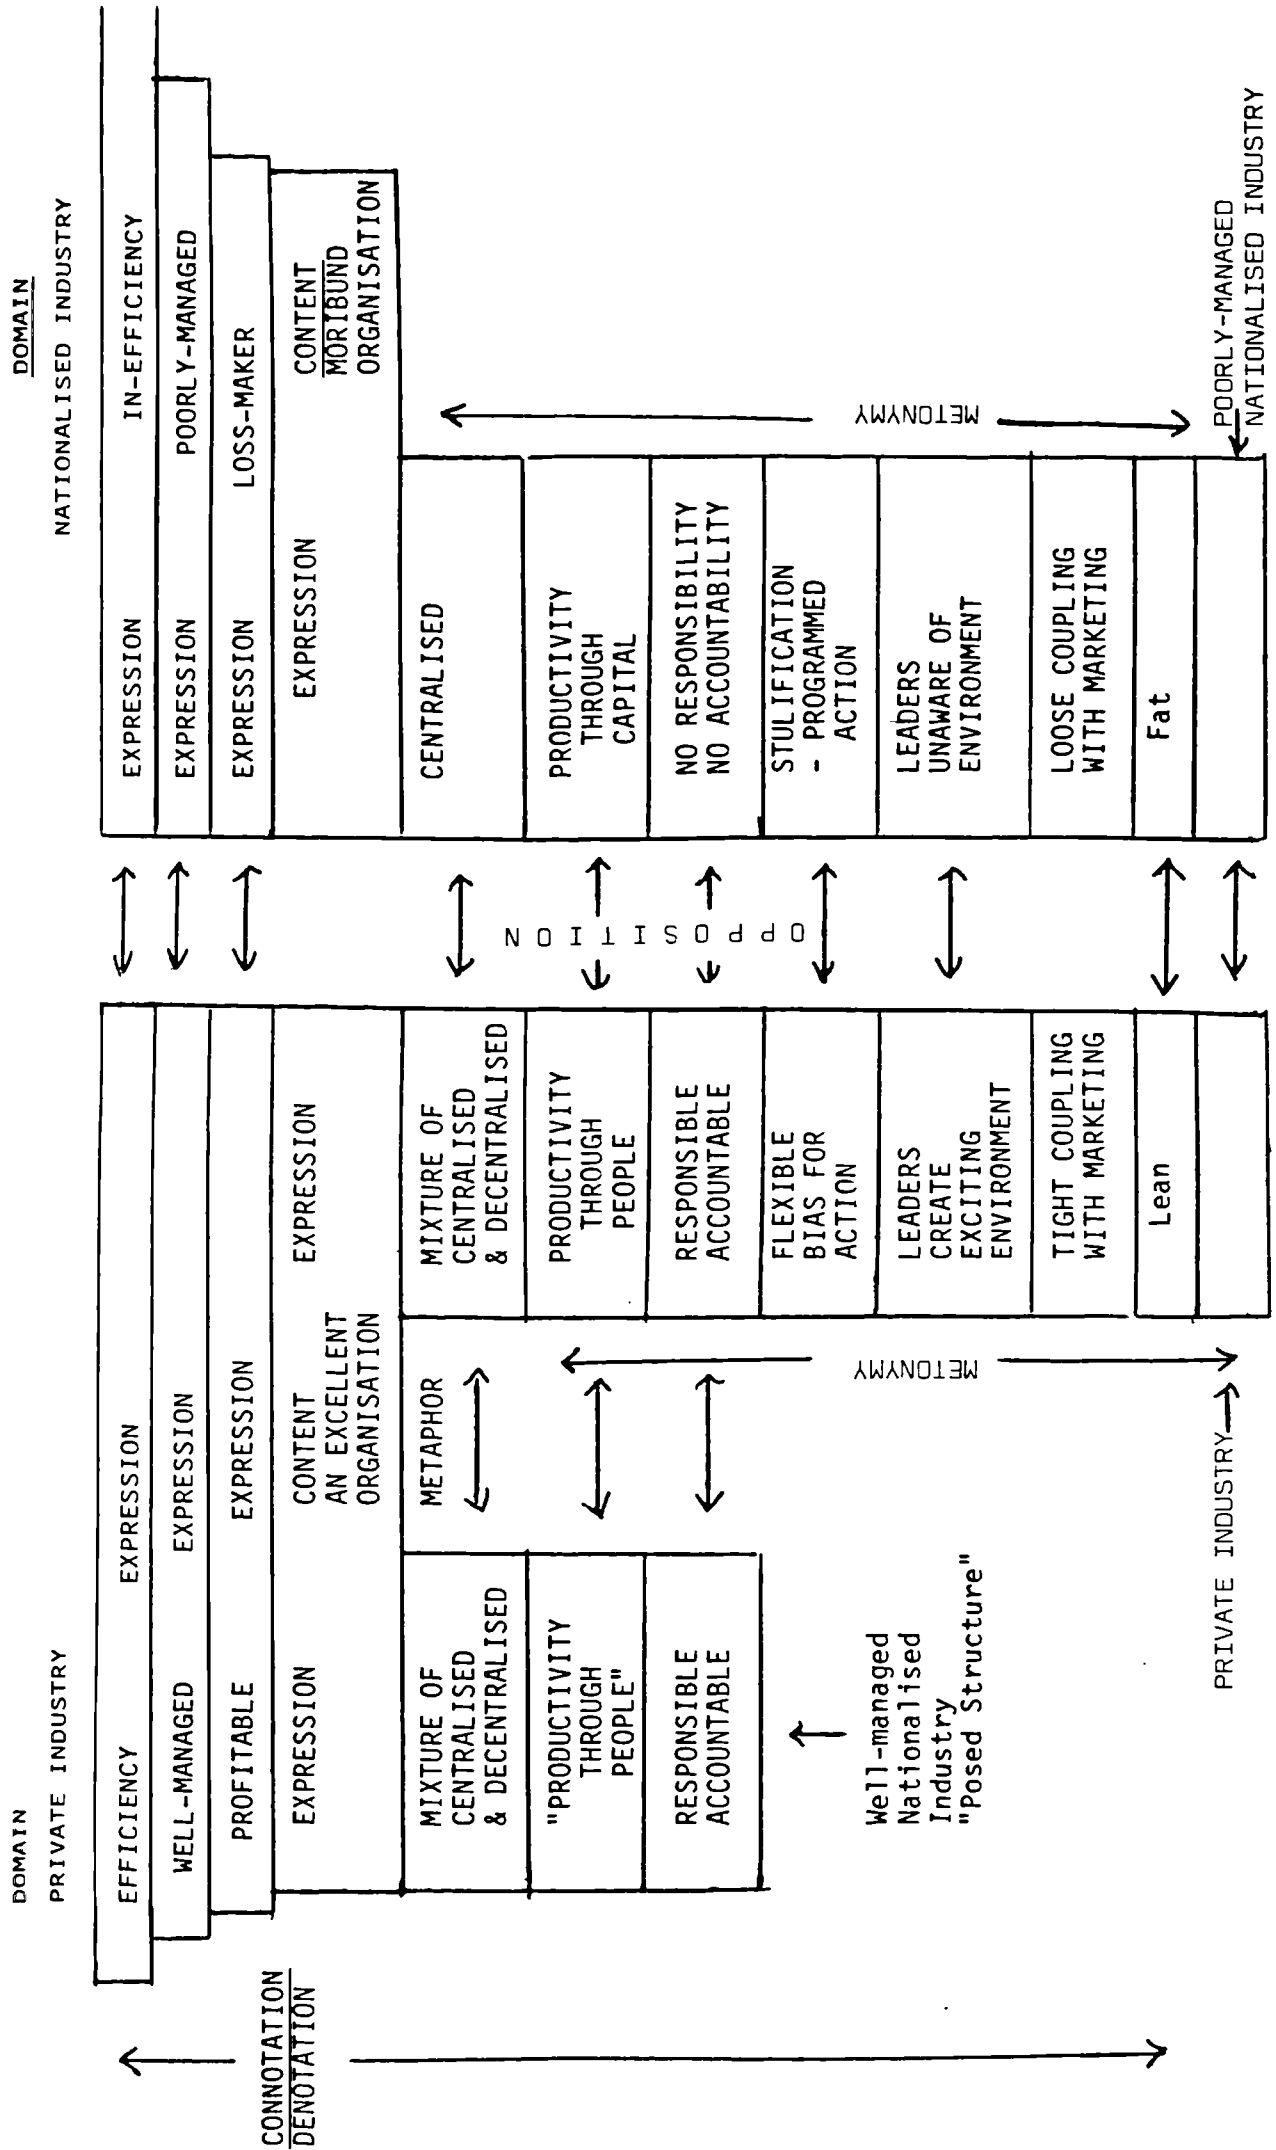 DOMAIN
PRIVATE INDUSTRY
DOMAIN
NATIONALISED INDUSTRY
EFFICIENCY
EXPRESSION
EXPRESSION
IN-EFFICIENCY
WELL-MANAGED
EXPRESSION
EXPRESSION
POORLY-MANAGED
PROFITABLE
EXPRESSION
EXPRESSION
LOSS-MAKER
CONNOTATION
DENOTATION
EXPRESSION
CONTENT
AN EXCELLENT
ORGANISATION
EXPRESSION
EXPRESSION
CONTENT
MORIBUND
ORGANISATION
MIXTURE OF
CENTRALISED
& DECENTRALISED
METAPHOR
MIXTURE OF
CENTRALISED
& DECENTRALISED
CENTRALISED
"PRODUCTIVITY
THROUGH
PEOPLE"
PRODUCTIVITY
THROUGH
PEOPLE
OPPOSITION
PRODUCTIVITY
THROUGH
CAPITAL
RESPONSIBLE
ACCOUNTABLE
RESPONSIBLE
ACCOUNTABLE
NO RESPONSIBILITY
NO ACCOUNTABILITY
FLEXIBLE
BIAS FOR
ACTION
STULIFICATION
- PROGRAMMED
ACTION
Well-managed
Nationalised
Industry
"Posed Structure"
METONYMY
LEADERS
CREATE
EXCITING
ENVIRONMENT
LEADERS
UNAWARE OF
ENVIRONMENT
METONYMY
TIGHT COUPLING
WITH MARKETING
LOOSE COUPLING
WITH MARKETING
Lean
Fat
PRIVATE INDUSTRY
POORLY-MANAGED
NATIONALISED INDUSTRY